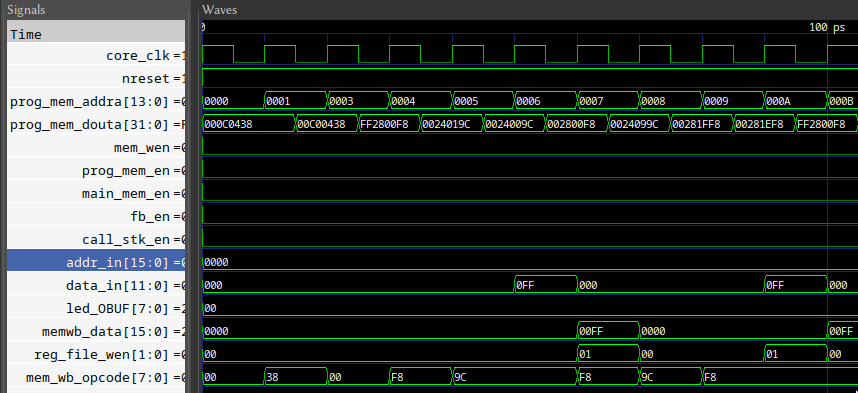 Signals Waves
Time 0 100 ps
core_clk =1
nreset =1
prog_mem_addra[13:0] =0 0000 0001 0003 0004 0005 0006 0007 0008 0009 000A 000B
prog_mem_douta[31:0] =F 000C0438 00C00438 FF2800F8 0024019C 0024009C 002800F8 0024099C 00281FF8 00281EF8 FF2800F8
mem_wen =0
prog_mem_en =0
main_mem_en =0
fb_en =0
call_stk_en =0
addr_in[15:0] =0 0000
data_in[11:0] =0 000 0FF 000 0FF 000
led_OBUF[7:0] =2 00
memwb_data[15:0] =2 0000 00FF 0000 00FF
reg_file_wen[1:0] =0 00 01 00 01 00
mem_wb_opcode[7:0] =0 00 38 00 F8 9C F8 9C F8